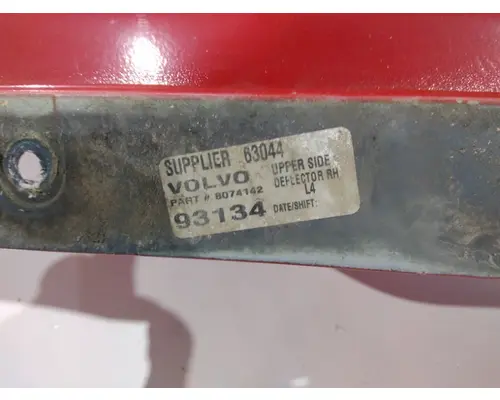 SUPPLIER 63044
VOLVO UPPER SIDE
PART # 8074142 DEFLECTOR RH
L4
93134 DATE/SHIFT: